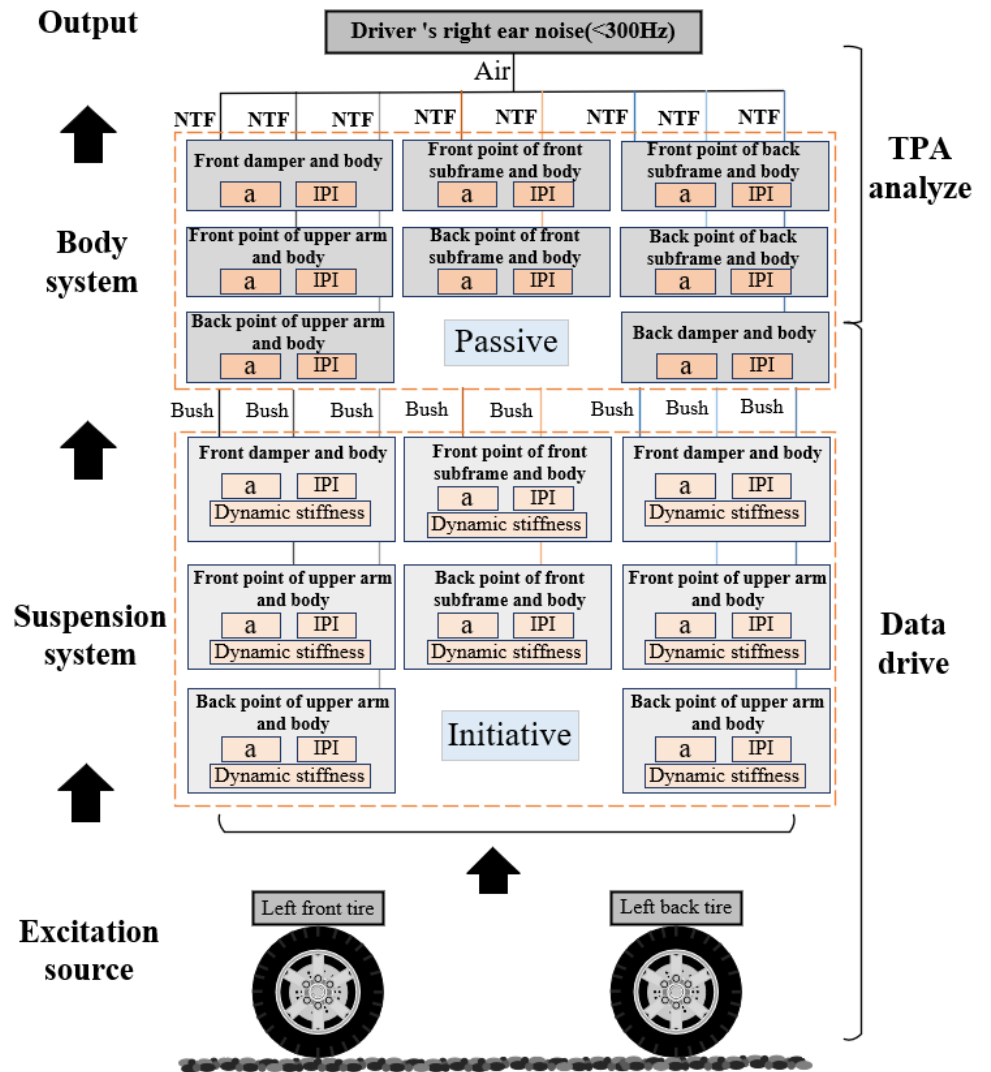 Output
Driver 's right ear noise(<300Hz)
Air
NTF NTF NTF NTF NTF NTF NTF NTF
TPA
analyze
Body
system
Front damper and body
a IPI
Front point of front
subframe and body
a IPI
Front point of back
subframe and body
a IPI
Front point of upper arm
and body
a IPI
Back point of front
subframe and body
a IPI
Back point of back
subframe and body
a IPI
Back point of upper arm
and body
a IPI
Passive
Back damper and body
a IPI
Bush Bush Bush Bush Bush Bush Bush Bush
Suspension
system
Front damper and body
a IPI
Dynamic stiffness
Front point of front
subframe and body
a IPI
Dynamic stiffness
Front damper and body
a IPI
Dynamic stiffness
Front point of upper arm
and body
a IPI
Dynamic stiffness
Back point of front
subframe and body
a IPI
Dynamic stiffness
Front point of upper arm
and body
a IPI
Dynamic stiffness
Back point of upper arm
and body
a IPI
Dynamic stiffness
Initiative
Back point of upper arm
and body
a IPI
Dynamic stiffness
Data
drive
Excitation
source
Left front tire
Left back tire